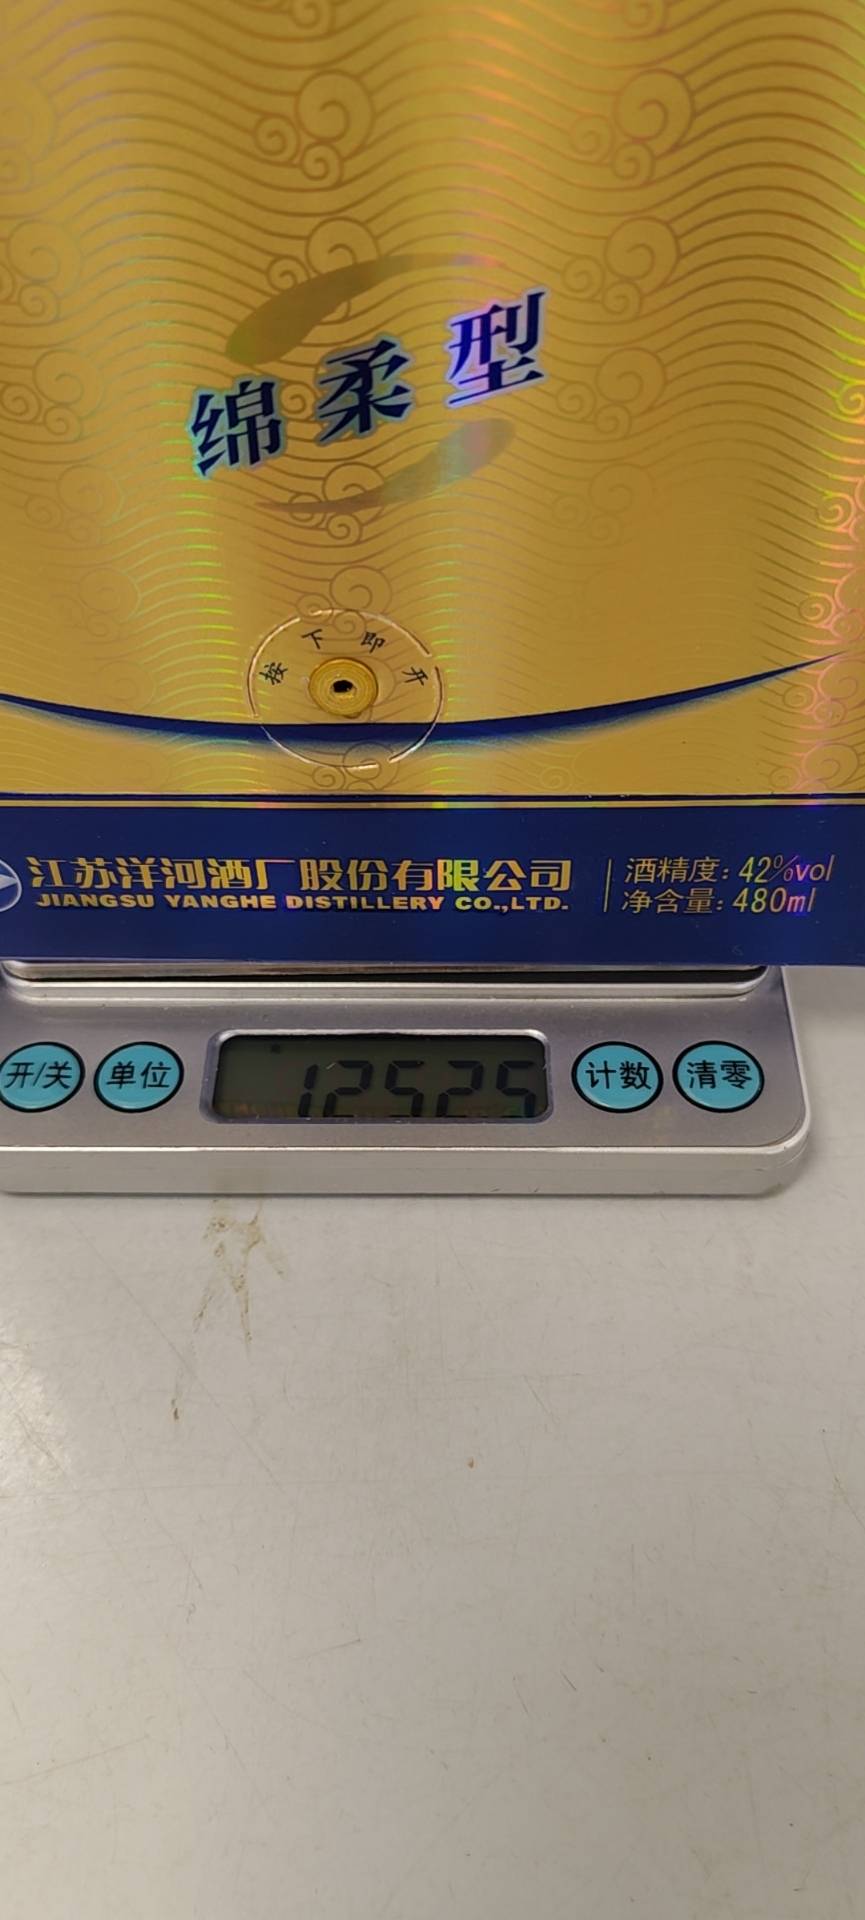 绵柔型
按下即开
江苏洋河酒厂股份有限公司
JIANGSU YANGHE DISTILLERY CO.,LTD.
酒精度:42%vol
净含量:480ml
开/关 单位 12525 计数 清零